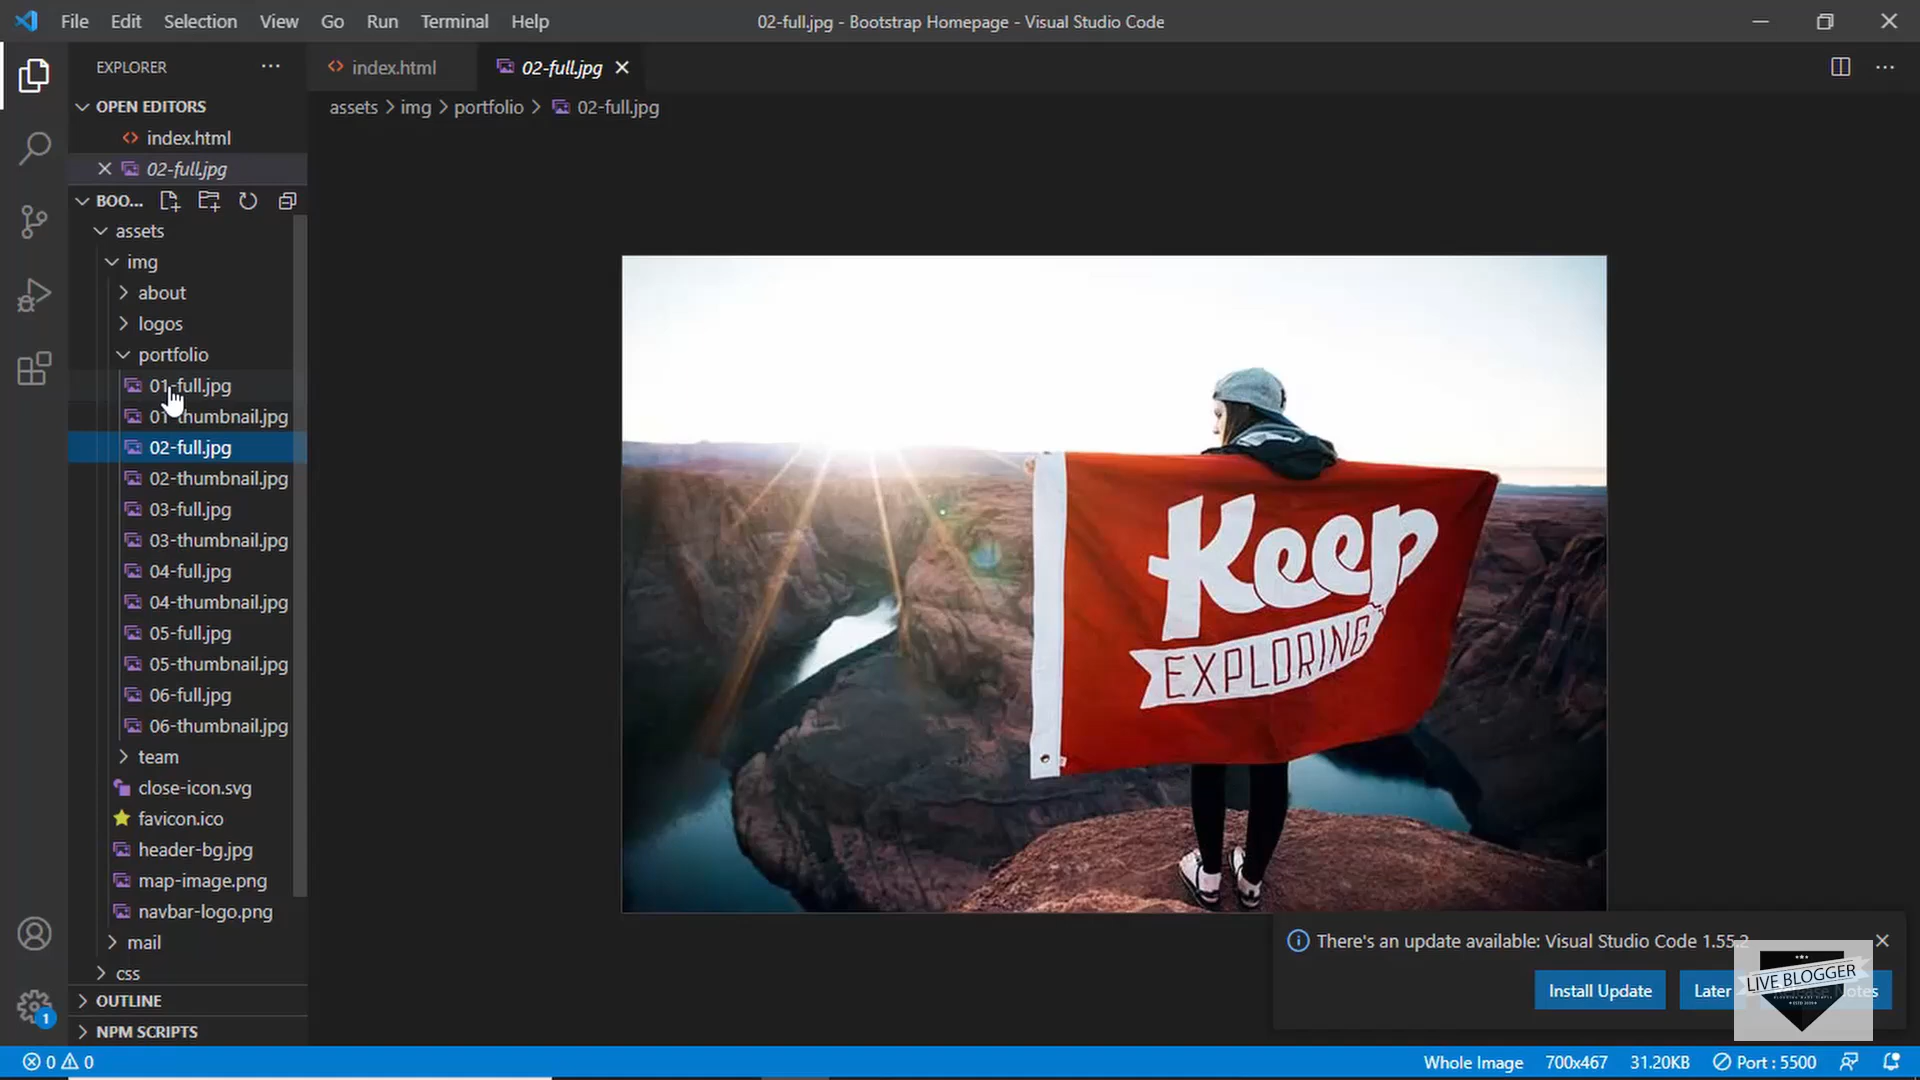 File Edit Selection View Go Run Terminal Help
02-full.jpg - Bootstrap Homepage - Visual Studio Code
EXPLORER
index.html
02-full.jpg
OPEN EDITORS
index.html
02-full.jpg
assets > img > portfolio > 02-full.jpg
BOO...
assets
img
about
logos
portfolio
01-full.jpg
01-thumbnail.jpg
02-full.jpg
02-thumbnail.jpg
03-full.jpg
03-thumbnail.jpg
04-full.jpg
04-thumbnail.jpg
05-full.jpg
05-thumbnail.jpg
06-full.jpg
06-thumbnail.jpg
team
close-icon.svg
favicon.ico
header-bg.jpg
map-image.png
navbar-logo.png
mail
css
OUTLINE
NPM SCRIPTS
Keep
EXPLORING
There's an update available: Visual Studio Code 1.55.2
Install Update
Later
Notes
LIVE BLOGGER
1
0 0
Whole Image 700x467 31.20KB Port : 5500